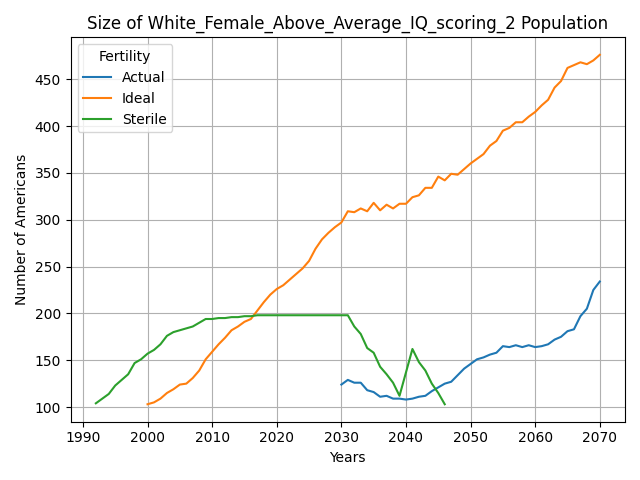 Size of White_Female_Above_Average_IQ_scoring_2 Population
Fertility
Actual
Ideal
Sterile
Number of Americans
450
400
350
300
250
200
150
100
1990 2000 2010 2020 2030 2040 2050 2060 2070
Years